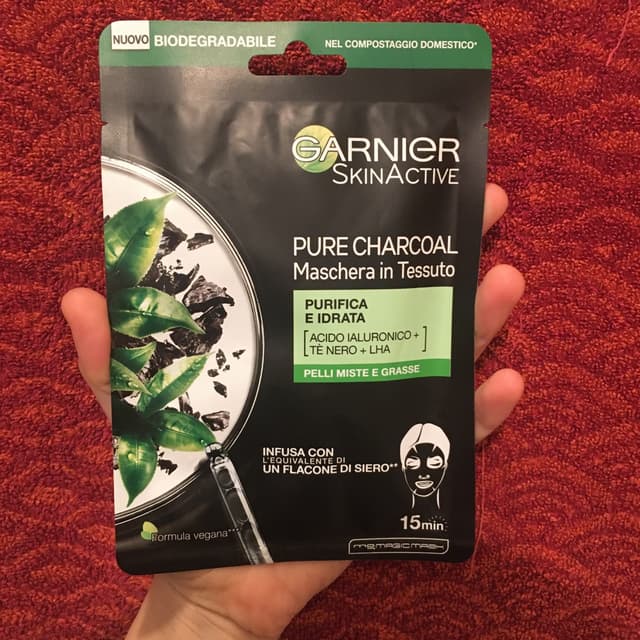 NUOVO BIODEGRADABILE NEL COMPOSTAGGIO DOMESTICO*
GARNIER
SKINACTIVE
PURE CHARCOAL
Maschera in Tessuto
PURIFICA
E IDRATA
[ACIDO IALURONICO +
TÈ NERO + LHA]
PELLI MISTE E GRASSE
INFUSA CON
L'EQUIVALENTE DI
UN FLACONE DI SIERO**
15min
Formula vegana***